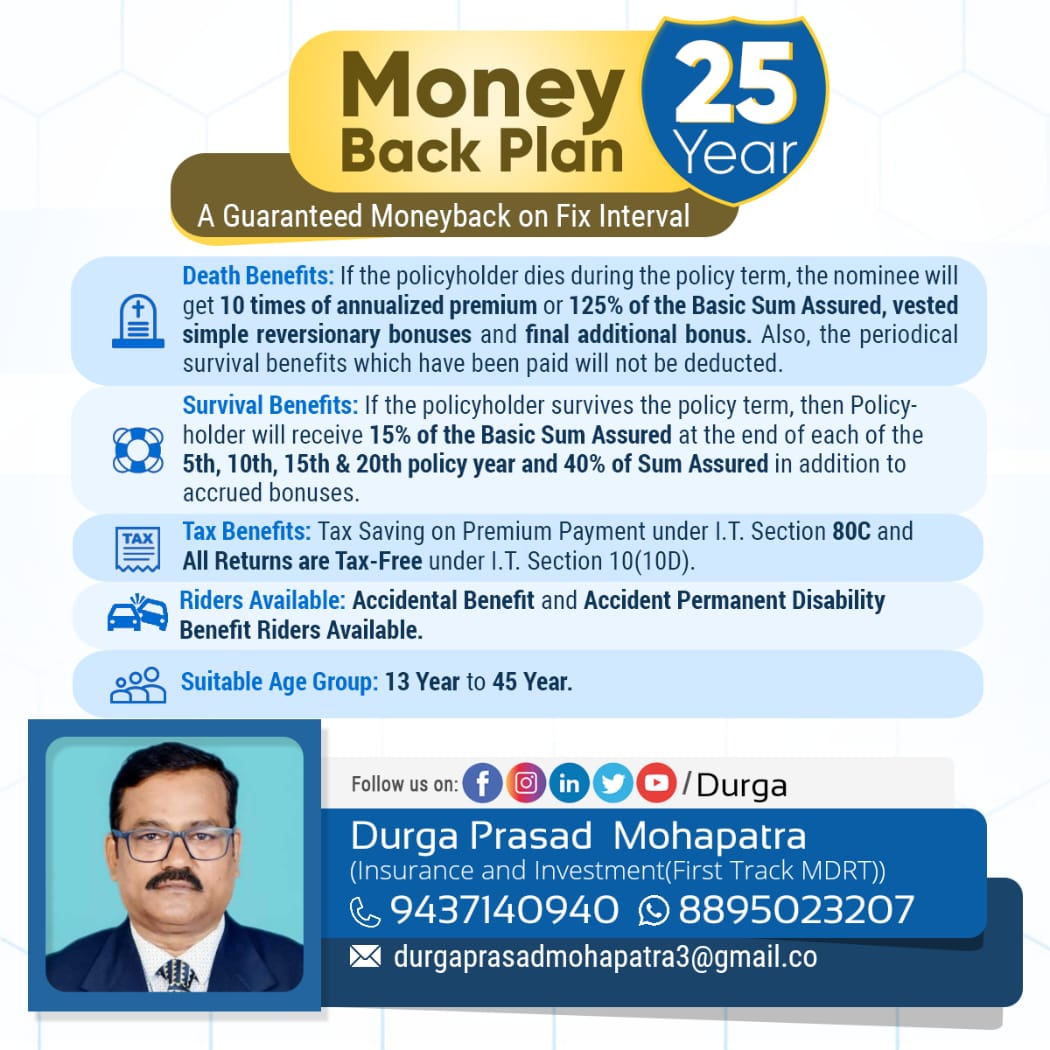 Money
Back Plan
25
Year
A Guaranteed Moneyback on Fix Interval
Death Benefits: If the policyholder dies during the policy term, the nominee will
get 10 times of annualized premium or 125% of the Basic Sum Assured, vested
simple reversionary bonuses and final additional bonus. Also, the periodical
survival benefits which have been paid will not be deducted.
Survival Benefits: If the policyholder survives the policy term, then Policy-
holder will receive 15% of the Basic Sum Assured at the end of each of the
5th, 10th, 15th & 20th policy year and 40% of Sum Assured in addition to
accrued bonuses.
TAX
Tax Benefits: Tax Saving on Premium Payment under I.T. Section 80C and
All Returns are Tax-Free under I.T. Section 10(10D).
Riders Available: Accidental Benefit and Accident Permanent Disability
Benefit Riders Available.
Suitable Age Group: 13 Year to 45 Year.
Follow us on: /Durga
Durga Prasad Mohapatra
(Insurance and Investment(First Track MDRT))
9437140940 8895023207
durgaprasadmohapatra3@gmail.co